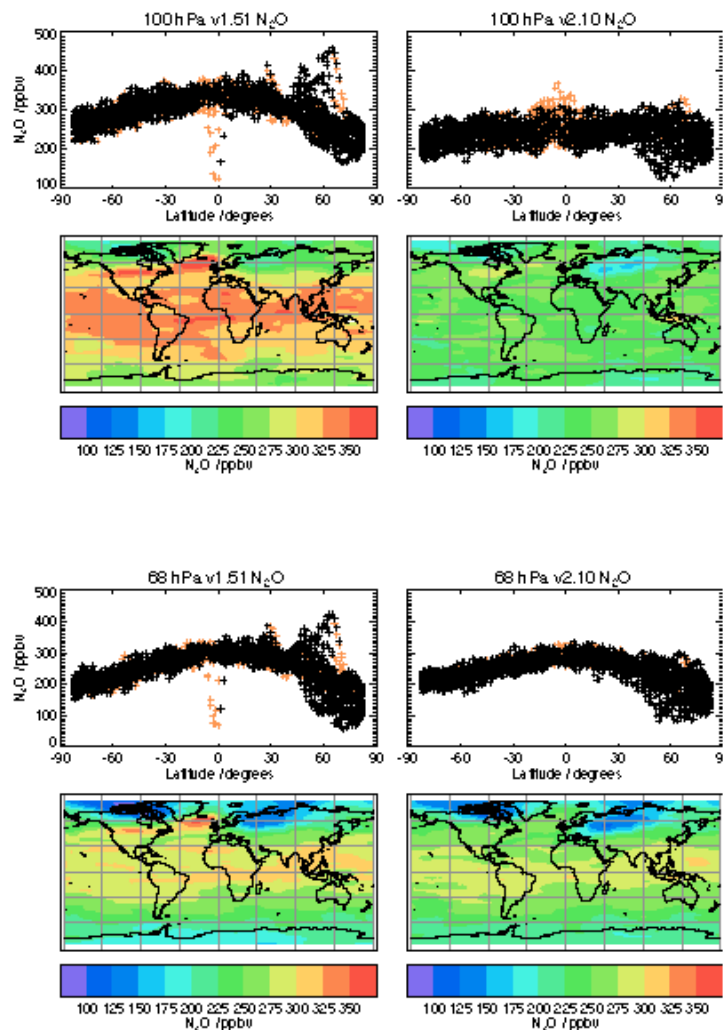 100 hPa v1.51 N₂O
100 hPa v2.10 N₂O
500
400
300
200
100
N₂O /ppbv
-90 -60 -30 0 30 60 90
Latitude / degrees
-90 -60 -30 0 30 60 90
Latitude / degrees
100 125 150 175 200 225 250 275 300 325 350
N₂O /ppbv
100 125 150 175 200 225 250 275 300 325 350
N₂O /ppbv
68 hPa v1.51 N₂O
68 hPa v2.10 N₂O
500
400
300
200
100
0
N₂O /ppbv
-90 -60 -30 0 30 60 90
Latitude / degrees
-90 -60 -30 0 30 60 90
Latitude / degrees
100 125 150 175 200 225 250 275 300 325 350
N₂O /ppbv
100 125 150 175 200 225 250 275 300 325 350
N₂O /ppbv